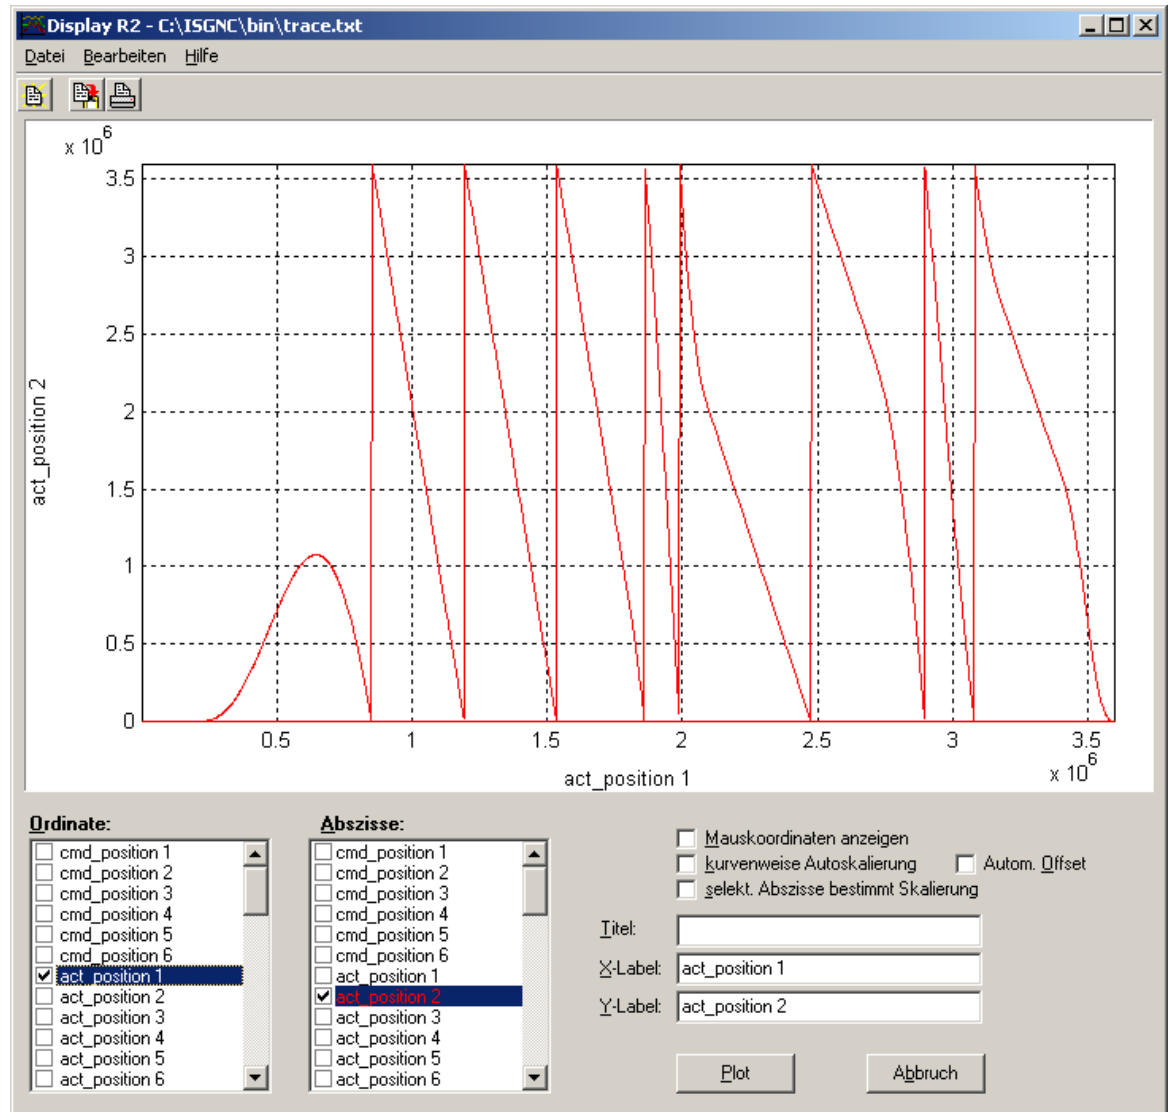 Display R2 - C:\ISGNC\bin\trace.txt
Datei Bearbeiten Hilfe
x 10^6
3.5
3
2.5
2
1.5
1
0.5
0
act_position 2
0.5 1 1.5 2 2.5 3 3.5
act_position 1
x 10^6
Ordinate:
cmd_position 1
cmd_position 2
cmd_position 3
cmd_position 4
cmd_position 5
cmd_position 6
act_position 1
act_position 2
act_position 3
act_position 4
act_position 5
act_position 6
Abszisse:
cmd_position 1
cmd_position 2
cmd_position 3
cmd_position 4
cmd_position 5
cmd_position 6
act_position 1
act_position 2
act_position 3
act_position 4
act_position 5
act_position 6
Mauskoordinaten anzeigen
kurvenweise Autoskalierung Autom. Offset
selekt. Abszisse bestimmt Skalierung
Titel:
X-Label: act_position 1
Y-Label: act_position 2
Plot Abbruch